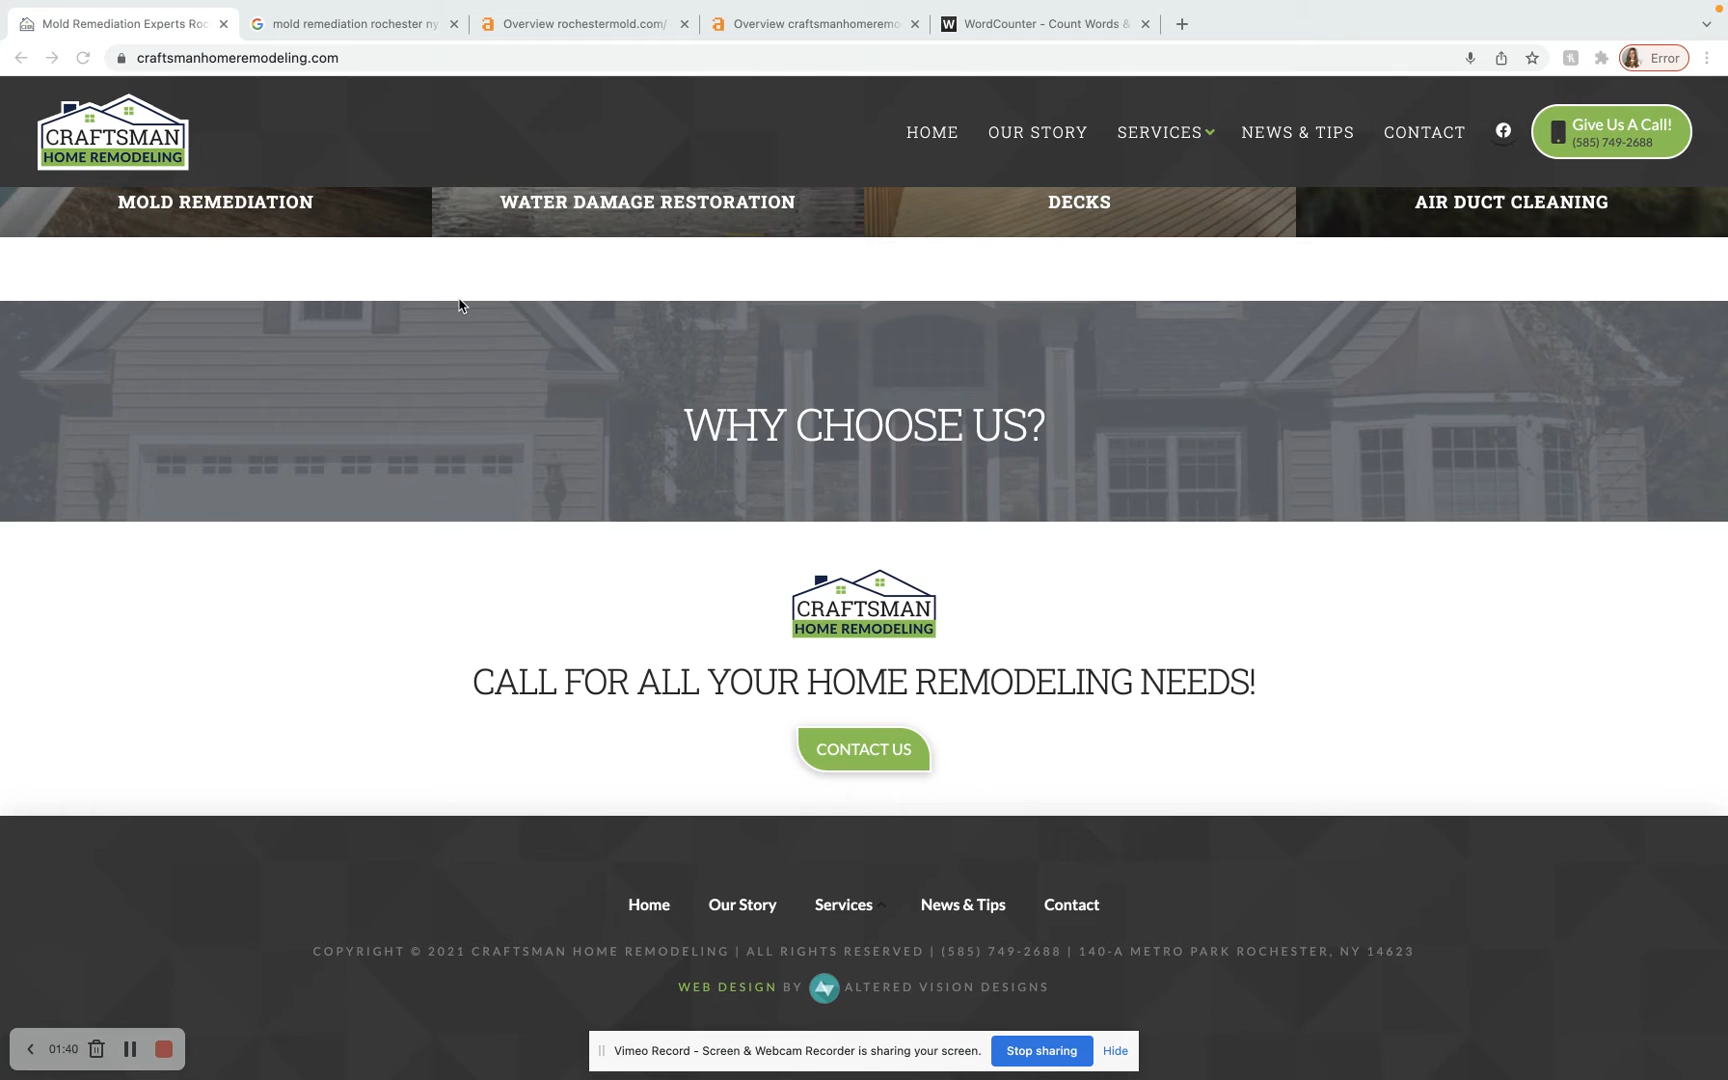 Mold Remediation Experts Roc
mold remediation rochester ny
Overview rochestermold.com/
Overview craftsmanhomeremo
WordCounter - Count Words &
craftsmanhomeremodeling.com
Error
CRAFTSMAN
HOME REMODELING
HOME
OUR STORY
SERVICES
NEWS & TIPS
CONTACT
Give Us A Call!
(585) 749-2688
MOLD REMEDIATION
WATER DAMAGE RESTORATION
DECKS
AIR DUCT CLEANING
WHY CHOOSE US?
CRAFTSMAN
HOME REMODELING
CALL FOR ALL YOUR HOME REMODELING NEEDS!
CONTACT US
Home
Our Story
Services
News & Tips
Contact
COPYRIGHT © 2021 CRAFTSMAN HOME REMODELING | ALL RIGHTS RESERVED | (585) 749-2688 | 140-A METRO PARK ROCHESTER, NY 14623
WEB DESIGN BY ALTERED VISION DESIGNS
01:40
Vimeo Record - Screen & Webcam Recorder is sharing your screen.
Stop sharing
Hide